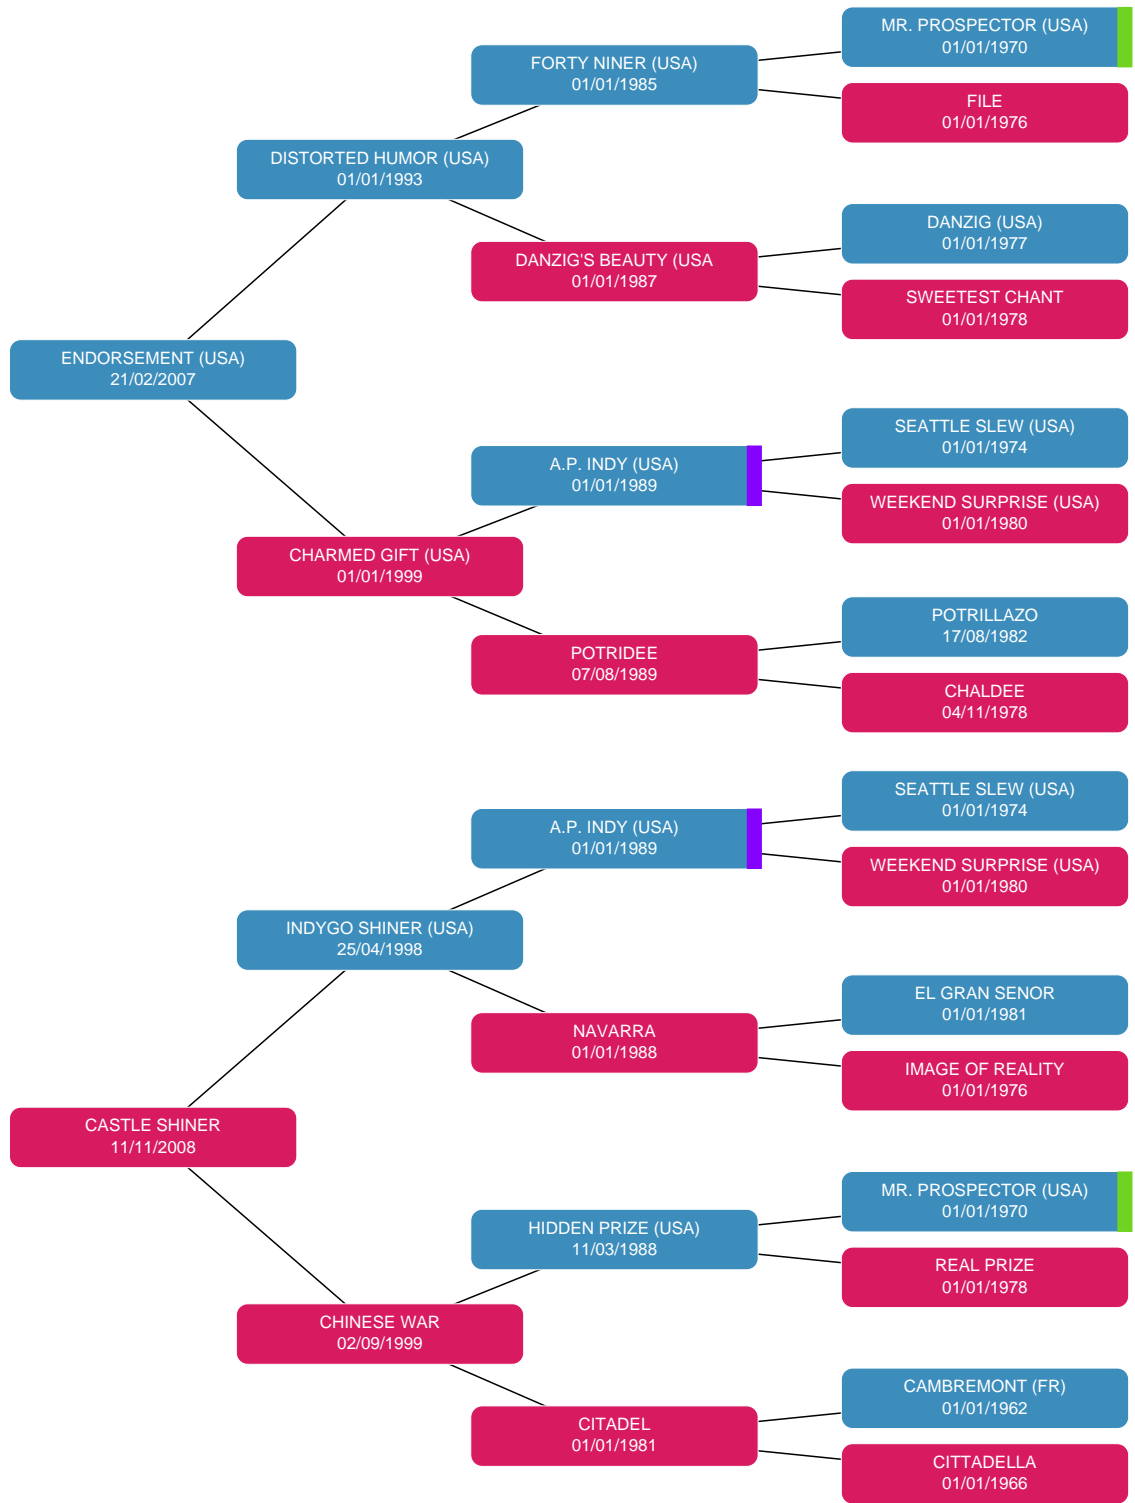 MR. PROSPECTOR (USA)
01/01/1970
FORTY NINER (USA)
01/01/1985
FILE
01/01/1976
DISTORTED HUMOR (USA)
01/01/1993
DANZIG (USA)
01/01/1977
DANZIG'S BEAUTY (USA
01/01/1987
SWEETEST CHANT
01/01/1978
ENDORSEMENT (USA)
21/02/2007
SEATTLE SLEW (USA)
01/01/1974
A.P. INDY (USA)
01/01/1989
WEEKEND SURPRISE (USA)
01/01/1980
CHARMED GIFT (USA)
01/01/1999
POTRILLAZO
17/08/1982
POTRIDEE
07/08/1989
CHALDEE
04/11/1978
SEATTLE SLEW (USA)
01/01/1974
A.P. INDY (USA)
01/01/1989
WEEKEND SURPRISE (USA)
01/01/1980
INDYGO SHINER (USA)
25/04/1998
EL GRAN SENOR
01/01/1981
NAVARRA
01/01/1988
IMAGE OF REALITY
01/01/1976
CASTLE SHINER
11/11/2008
MR. PROSPECTOR (USA)
01/01/1970
HIDDEN PRIZE (USA)
11/03/1988
REAL PRIZE
01/01/1978
CHINESE WAR
02/09/1999
CAMBREMONT (FR)
01/01/1962
CITADEL
01/01/1981
CITTADELLA
01/01/1966